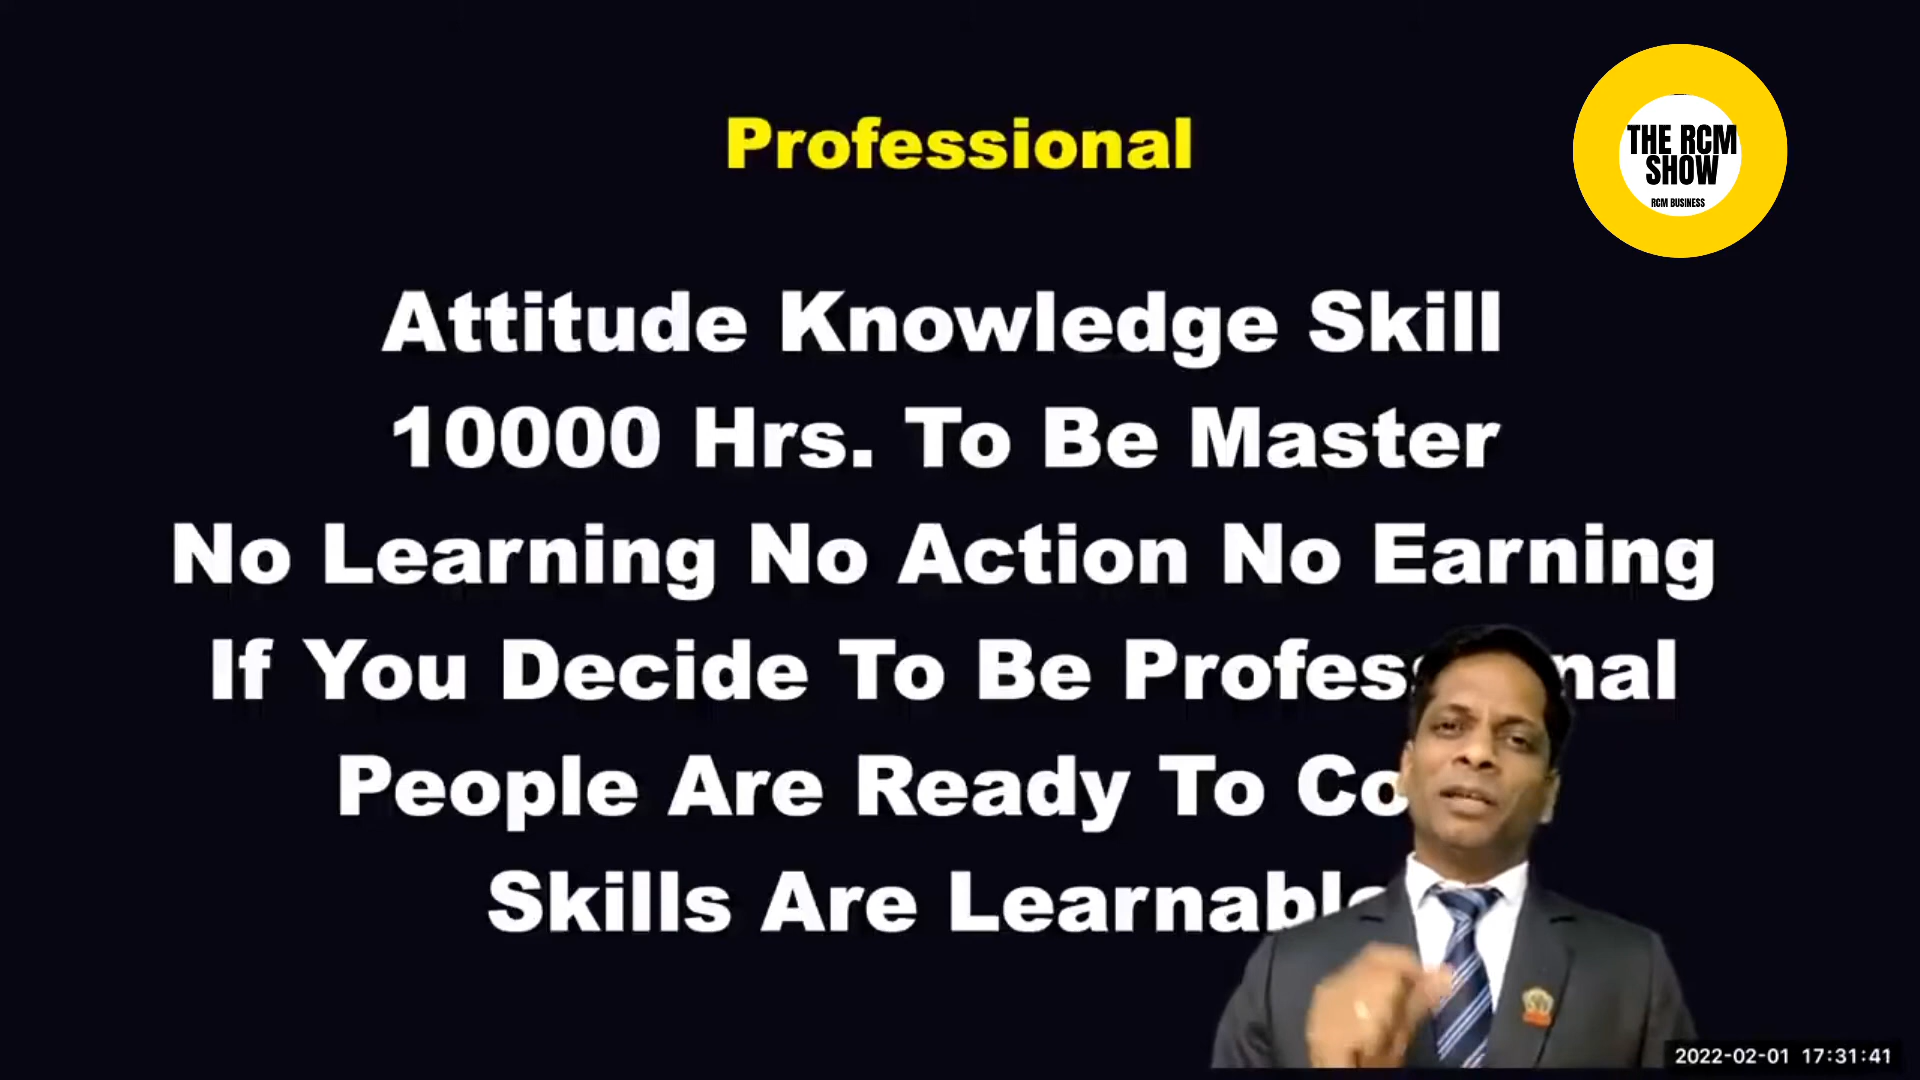 Professional
THE RCM
SHOW
RCM BUSINESS
Attitude Knowledge Skill
10000 Hrs. To Be Master
No Learning No Action No Earning
If You Decide To Be
People Are Ready To
Skills Are
2022-02-01 17:31:41